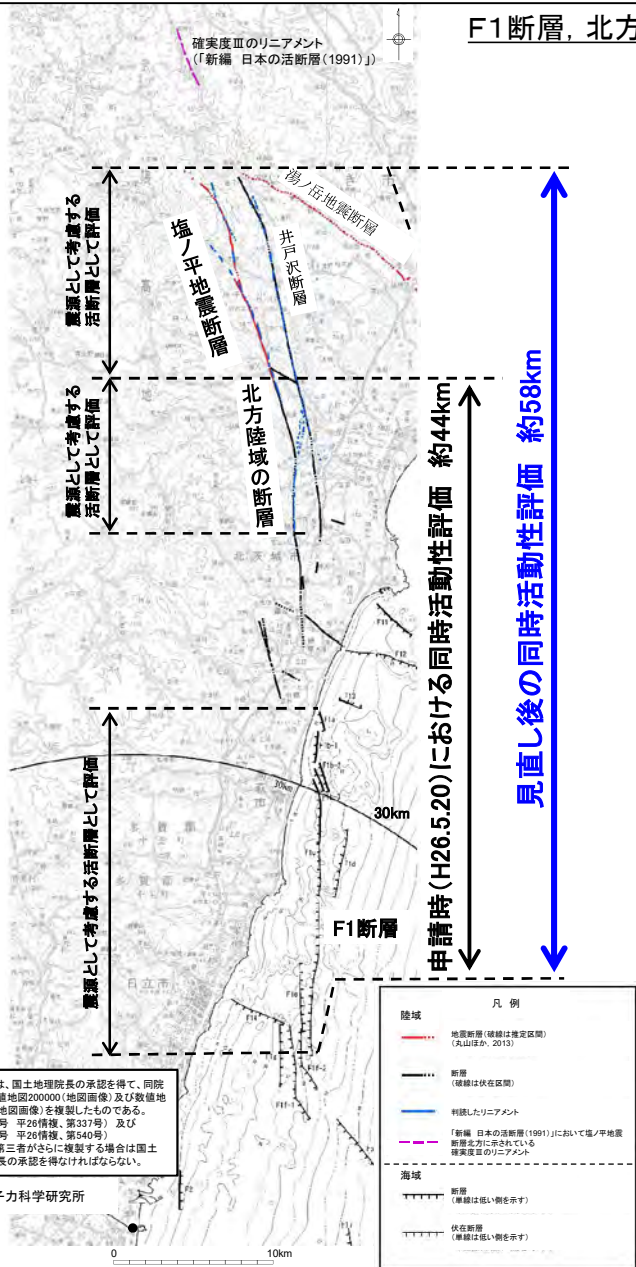 F1断層, 北方
確実度Ⅲのリニアメント
(「新編 日本の活断層(1991)」)
湯ノ岳地震断層
井戸沢断層
塩ノ平地震断層
震源として考慮する
活断層として評価
北方陸域の断層
震源として考慮する
活断層として評価
申請時(H26.5.20)における同時活動性評価 約44km
見直し後の同時活動性評価 約58km
北茨城市
F11
F12
30km
30km
震源として考慮する活断層として評価
F1断層
日立市
F1f-2
F1f-1
凡 例
陸域
地震断層(破線は推定区間)
(丸山ほか, 2013)
断層
(破線は伏在区間)
判読したリニアメント
「新編 日本の活断層(1991)」において塩ノ平地震
断層北方に示されている
確実度Ⅲのリニアメント
海域
断層
(単線は低い側を示す)
伏在断層
(単線は低い側を示す)
は、国土地理院長の承認を得て、同院
値地図200000(地図画像)及び数値地
地図画像)を複製したものである。
号 平26情複、第337号) 及び
号 平26情複、第540号)
第三者がさらに複製する場合は国土
長の承認を得なければならない。
子力科学研究所
0 10km